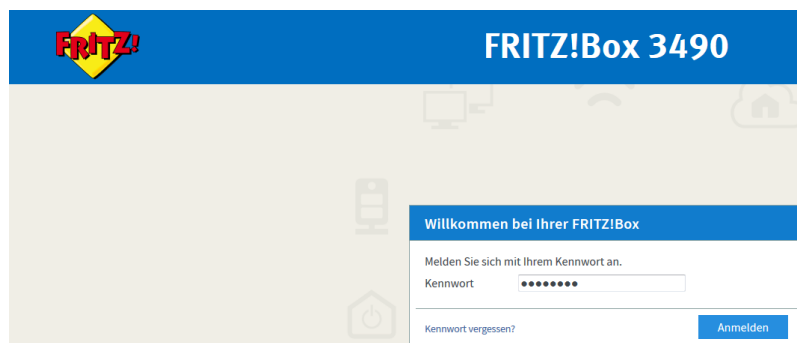 FRITZ!
FRITZ!Box 3490
Willkommen bei Ihrer FRITZ!Box
Melden Sie sich mit Ihrem Kennwort an.
Kennwort ••••••••
Kennwort vergessen? Anmelden